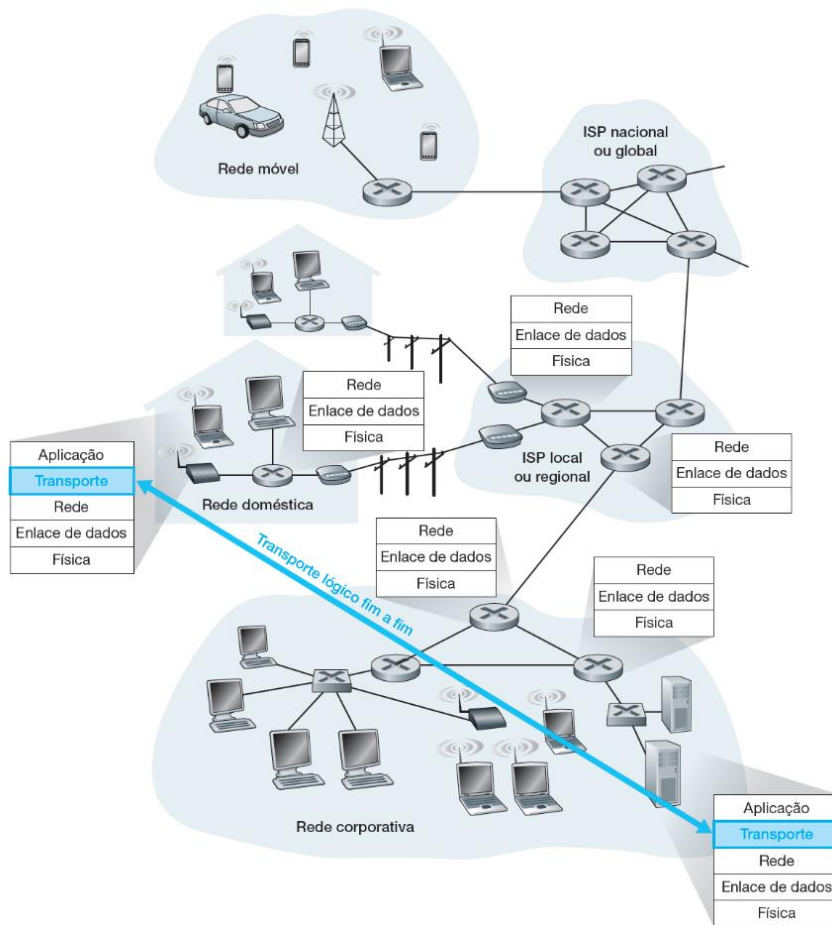 Rede móvel
ISP nacional
ou global
Rede
Enlace de dados
Física
Rede
Enlace de dados
Física
Aplicação
Transporte
Rede
Enlace de dados
Física
Rede doméstica
ISP local
ou regional
Rede
Enlace de dados
Física
Rede
Enlace de dados
Física
Rede
Enlace de dados
Física
Transporte lógico fim a fim
Rede corporativa
Aplicação
Transporte
Rede
Enlace de dados
Física